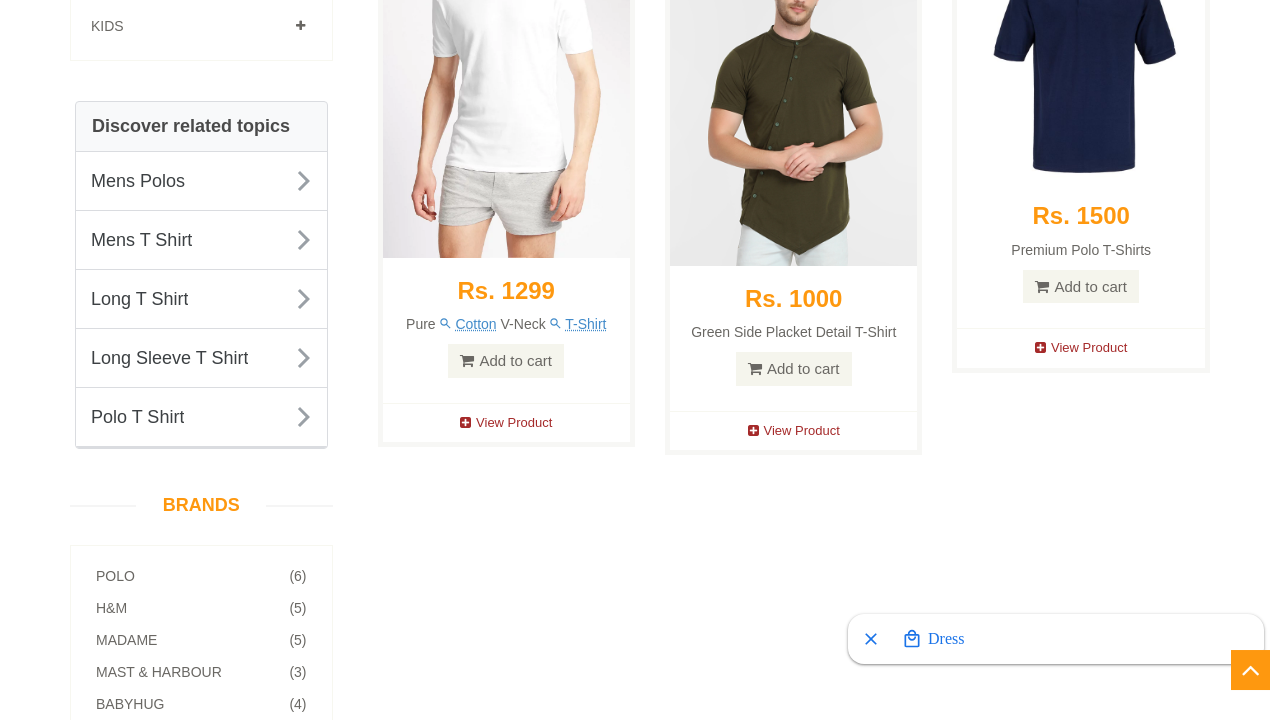 KIDS
Discover related topics
Mens Polos
Mens T Shirt
Long T Shirt
Long Sleeve T Shirt
Polo T Shirt
BRANDS
POLO (6)
H&M (5)
MADAME (5)
MAST & HARBOUR (3)
BABYHUG (4)
Rs. 1299
Pure Cotton V-Neck T-Shirt
Add to cart
View Product
Rs. 1000
Green Side Placket Detail T-Shirt
Add to cart
View Product
Rs. 1500
Premium Polo T-Shirts
Add to cart
View Product
Dress